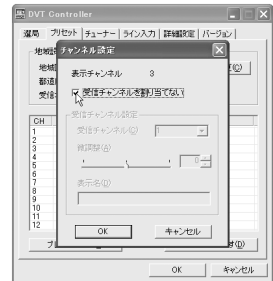 DVT Controller
選局 プリセット チューナー ライン入力 詳細設定 バージョン
チャンネル設定
表示チャンネル 3
受信チャンネルを割り当てない
受信チャンネル設定
受信チャンネル(C) 1
微調整(A) 0
表示名(D)
OK キャンセル
CH
1
2
3
4
5
6
7
8
9
10
11
12
OK キャンセル